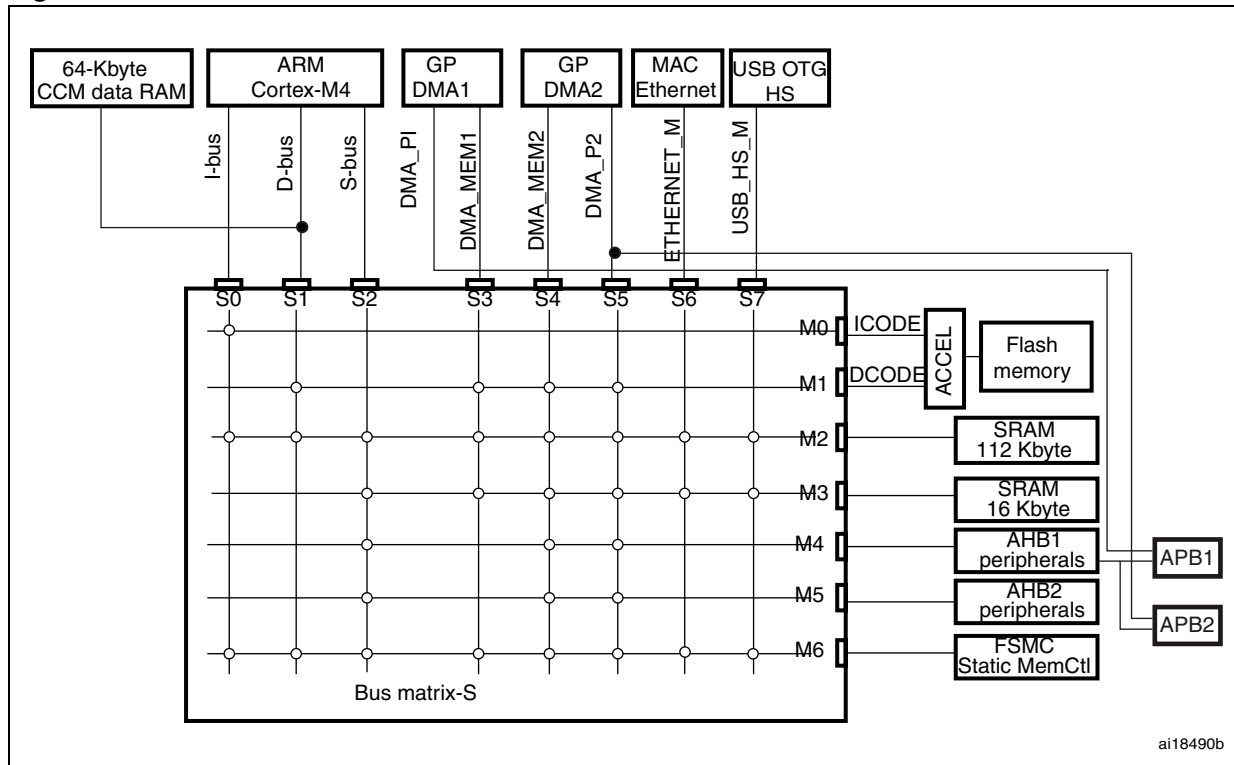 64-Kbyte
CCM data RAM
ARM
Cortex-M4
GP
DMA1
GP
DMA2
MAC
Ethernet
USB OTG
HS
I-bus
D-bus
S-bus
DMA_PI
DMA_MEM1
DMA_MEM2
DMA_P2
ETHERNET_M
USB_HS_M
S0 S1 S2 S3 S4 S5 S6 S7
M0 ICODE
M1 DCODE
ACCEL
Flash
memory
M2
SRAM
112 Kbyte
M3
SRAM
16 Kbyte
M4
AHB1
peripherals
APB1
M5
AHB2
peripherals
APB2
M6
FSMC
Static MemCtl
Bus matrix-S
ai18490b